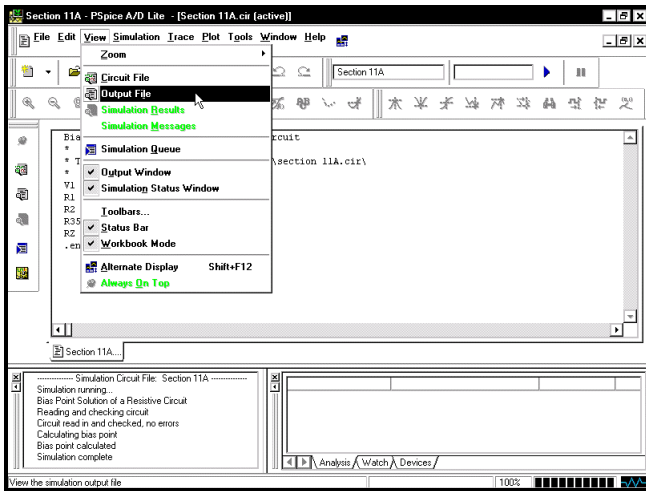 Section 11A - PSpice A/D Lite - [Section 11A.cir (active)]
File Edit View Simulation Trace Plot Tools Window Help
Zoom
Circuit File
Output File
Simulation Results
Simulation Messages
Simulation Queue
Output Window
Simulation Status Window
Toolbars...
Status Bar
Workbook Mode
Alternate Display Shift+F12
Always On Top
Section 11A
Bia rcuit
*
* T \section 11A.cir\
*
V1
R1
R2
R35
RZ
.en
Section 11A....
-------------- Simulation Circuit File: Section 11A --------------
Simulation running...
Bias Point Solution of a Resistive Circuit
Reading and checking circuit
Circuit read in and checked, no errors
Calculating bias point
Bias point calculated
Simulation complete
Analysis Watch Devices
View the simulation output file 100%